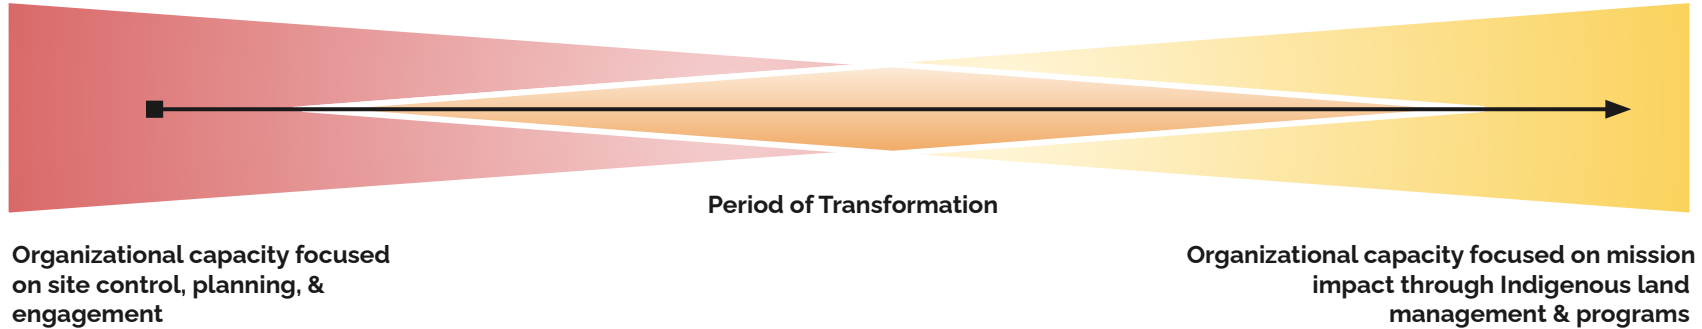 Period of Transformation
Organizational capacity focused
on site control, planning, &
engagement
Organizational capacity focused on mission
impact through Indigenous land
management & programs